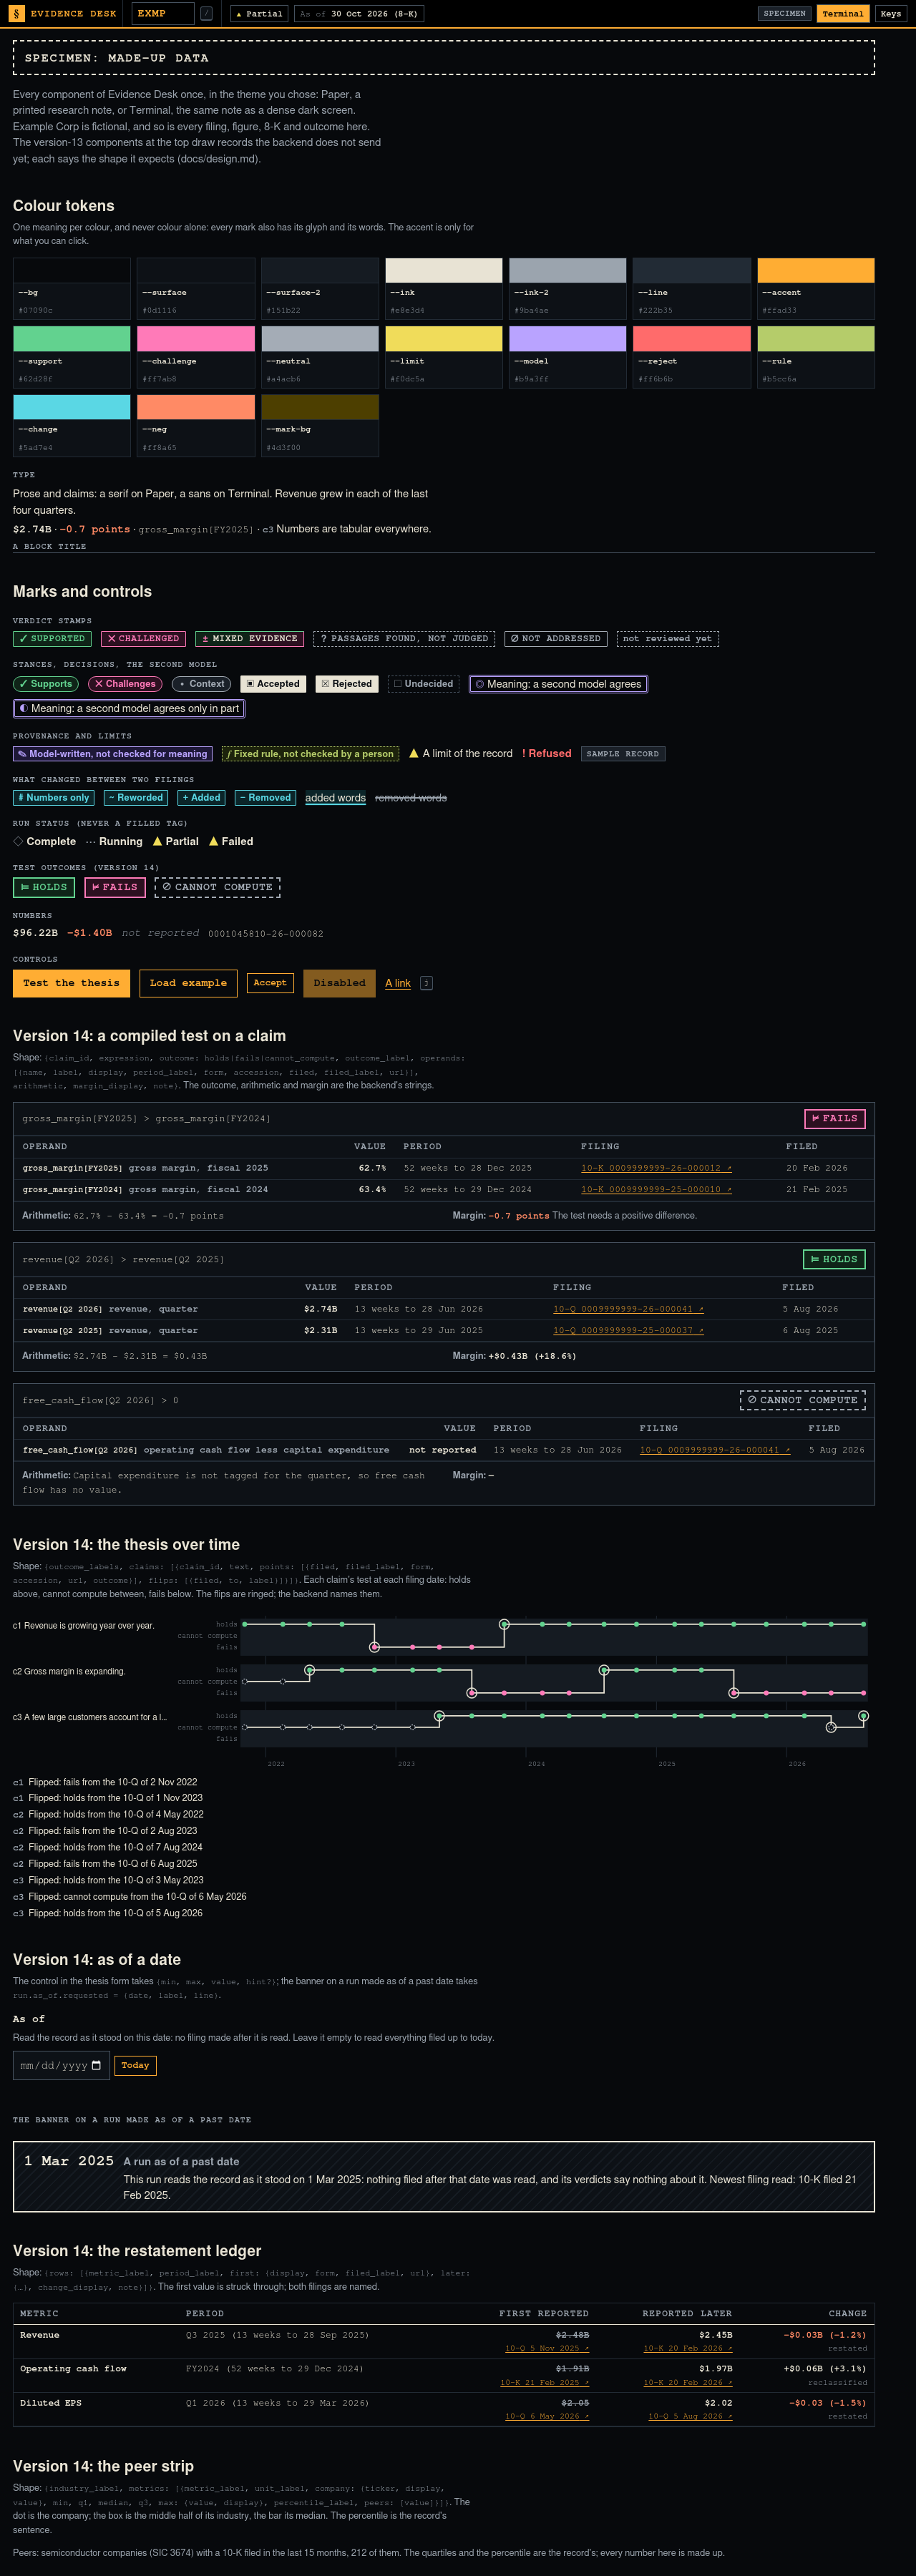 § EVIDENCE DESK EXMP / ▲ Partial As of 30 Oct 2026 (8-K) SPECIMEN Terminal Keys
SPECIMEN: MADE-UP DATA
Every component of Evidence Desk once, in the theme you chose: Paper, a
printed research note, or Terminal, the same note as a dense dark screen.
Example Corp is fictional, and so is every filing, figure, 8-K and outcome here.
The version-13 components at the top draw records the backend does not send
yet; each says the shape it expects (docs/design.md).
Colour tokens
One meaning per colour, and never colour alone: every mark also has its glyph and its words. The accent is only for
what you can click.
--bg --surface --surface-2 --ink --ink-2 --line --accent
#07090c #0d1116 #151b22 #e8e3d4 #9ba4ae #222b35 #ffad33
--support --challenge --neutral --limit --model --reject --rule
#62d28f #ff7ab8 #a4acb6 #f0dc5a #b9a3ff #ff6b6b #b5cc6a
--change --neg --mark-bg
#5ad7e4 #ff8a65 #4d3f00
TYPE
Prose and claims: a serif on Paper, a sans on Terminal. Revenue grew in each of the last
four quarters.
$2.74B · −0.7 points · gross_margin[FY2025] · c3 Numbers are tabular everywhere.
A BLOCK TITLE
Marks and controls
VERDICT STAMPS
✓ SUPPORTED ✕ CHALLENGED ± MIXED EVIDENCE ? PASSAGES FOUND, NOT JUDGED ∅ NOT ADDRESSED not reviewed yet
STANCES, DECISIONS, THE SECOND MODEL
✓ Supports ✕ Challenges • Context ▣ Accepted ☒ Rejected ☐ Undecided ◎ Meaning: a second model agrees
◐ Meaning: a second model agrees only in part
PROVENANCE AND LIMITS
✎ Model-written, not checked for meaning ƒ Fixed rule, not checked by a person ▲ A limit of the record ! Refused SAMPLE RECORD
WHAT CHANGED BETWEEN TWO FILINGS
# Numbers only ~ Reworded + Added − Removed added words removed words
RUN STATUS (NEVER A FILLED TAG)
◇ Complete ··· Running ▲ Partial ▲ Failed
TEST OUTCOMES (VERSION 14)
⊨ HOLDS ⊭ FAILS ⊘ CANNOT COMPUTE
NUMBERS
$96.22B −$1.40B not reported 0001045810-26-000082
CONTROLS
Test the thesis Load example Accept Disabled A link j
Version 14: a compiled test on a claim
Shape: {claim_id, expression, outcome: holds|fails|cannot_compute, outcome_label, operands:
[{name, label, display, period_label, form, accession, filed, filed_label, url}],
arithmetic, margin_display, note}. The outcome, arithmetic and margin are the backend's strings.
gross_margin[FY2025] > gross_margin[FY2024] ⊭ FAILS
OPERAND VALUE PERIOD FILING FILED
gross_margin[FY2025] gross margin, fiscal 2025 62.7% 52 weeks to 28 Dec 2025 10-K 0009999999-26-000012 ↗ 20 Feb 2026
gross_margin[FY2024] gross margin, fiscal 2024 63.4% 52 weeks to 29 Dec 2024 10-K 0009999999-25-000010 ↗ 21 Feb 2025
Arithmetic: 62.7% − 63.4% = −0.7 points Margin: −0.7 points The test needs a positive difference.
revenue[Q2 2026] > revenue[Q2 2025] ⊨ HOLDS
OPERAND VALUE PERIOD FILING FILED
revenue[Q2 2026] revenue, quarter $2.74B 13 weeks to 28 Jun 2026 10-Q 0009999999-26-000041 ↗ 5 Aug 2026
revenue[Q2 2025] revenue, quarter $2.31B 13 weeks to 29 Jun 2025 10-Q 0009999999-25-000037 ↗ 6 Aug 2025
Arithmetic: $2.74B − $2.31B = $0.43B Margin: +$0.43B (+18.6%)
free_cash_flow[Q2 2026] > 0 ⊘ CANNOT COMPUTE
OPERAND VALUE PERIOD FILING FILED
free_cash_flow[Q2 2026] operating cash flow less capital expenditure not reported 13 weeks to 28 Jun 2026 10-Q 0009999999-26-000041 ↗ 5 Aug 2026
Arithmetic: Capital expenditure is not tagged for the quarter, so free cash Margin: —
flow has no value.
Version 14: the thesis over time
Shape: {outcome_labels, claims: [{claim_id, text, points: [{filed, filed_label, form,
accession, url, outcome}], flips: [{filed, to, label}]}]}. Each claim's test at each filing date: holds
above, cannot compute between, fails below. The flips are ringed; the backend names them.
c1 Revenue is growing year over year. holds
cannot compute
fails
c2 Gross margin is expanding. holds
cannot compute
fails
c3 A few large customers account for a l… holds
cannot compute
fails
2022 2023 2024 2025 2026
c1 Flipped: fails from the 10-Q of 2 Nov 2022
c1 Flipped: holds from the 10-Q of 1 Nov 2023
c2 Flipped: holds from the 10-Q of 4 May 2022
c2 Flipped: fails from the 10-Q of 2 Aug 2023
c2 Flipped: holds from the 10-Q of 7 Aug 2024
c2 Flipped: fails from the 10-Q of 6 Aug 2025
c3 Flipped: holds from the 10-Q of 3 May 2023
c3 Flipped: cannot compute from the 10-Q of 6 May 2026
c3 Flipped: holds from the 10-Q of 5 Aug 2026
Version 14: as of a date
The control in the thesis form takes {min, max, value, hint?}; the banner on a run made as of a past date takes
run.as_of.requested = {date, label, line}.
As of
Read the record as it stood on this date: no filing made after it is read. Leave it empty to read everything filed up to today.
mm/dd/yyyy Today
THE BANNER ON A RUN MADE AS OF A PAST DATE
1 Mar 2025 A run as of a past date
This run reads the record as it stood on 1 Mar 2025: nothing filed after that date was read, and its verdicts say nothing about it. Newest filing read: 10-K filed 21
Feb 2025.
Version 14: the restatement ledger
Shape: {rows: [{metric_label, period_label, first: {display, form, filed_label, url}, later:
{…}, change_display, note}]}. The first value is struck through; both filings are named.
METRIC PERIOD FIRST REPORTED REPORTED LATER CHANGE
Revenue Q3 2025 (13 weeks to 28 Sep 2025) $2.48B $2.45B −$0.03B (−1.2%)
10-Q 5 Nov 2025 ↗ 10-K 20 Feb 2026 ↗ restated
Operating cash flow FY2024 (52 weeks to 29 Dec 2024) $1.91B $1.97B +$0.06B (+3.1%)
10-K 21 Feb 2025 ↗ 10-K 20 Feb 2026 ↗ reclassified
Diluted EPS Q1 2026 (13 weeks to 29 Mar 2026) $2.05 $2.02 −$0.03 (−1.5%)
10-Q 6 May 2026 ↗ 10-Q 5 Aug 2026 ↗ restated
Version 14: the peer strip
Shape: {industry_label, metrics: [{metric_label, unit_label, company: {ticker, display,
value}, min, q1, median, q3, max: {value, display}, percentile_label, peers: [value]}]}. The
dot is the company; the box is the middle half of its industry, the bar its median. The percentile is the record's
sentence.
Peers: semiconductor companies (SIC 3674) with a 10-K filed in the last 15 months, 212 of them. The quartiles and the percentile are the record's; every number here is made up.